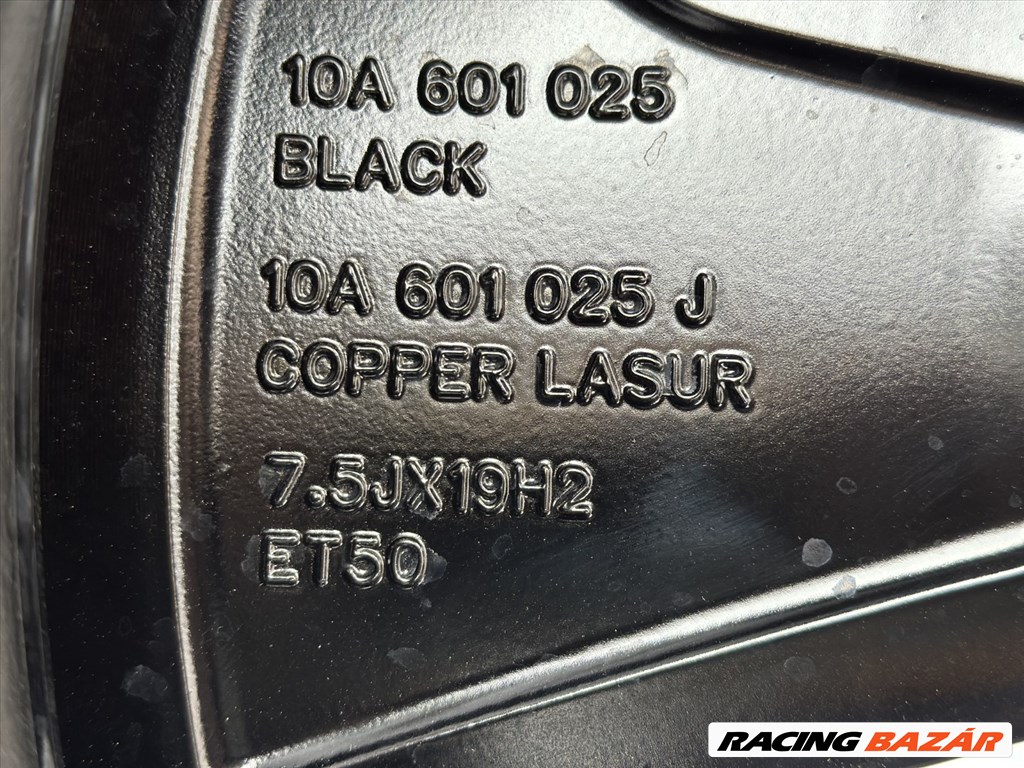 10A 601 025
BLACK
10A 601 025 J
COPPER LASUR
7.5JX19H2
ET50
RACING BAZÁR